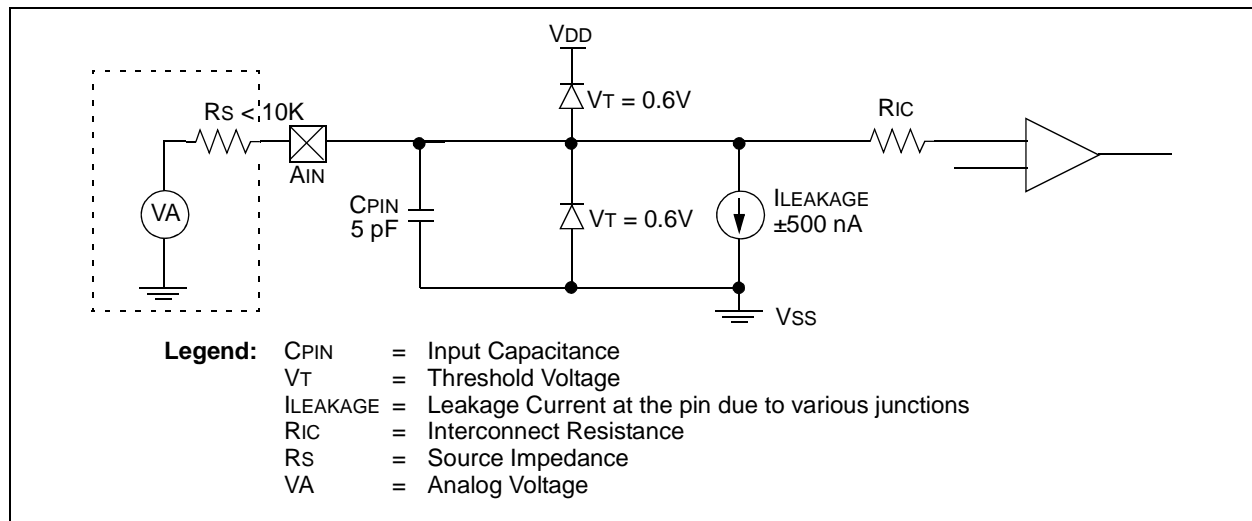 VDD
VT = 0.6V
RS < 10K
RIC
AIN
CPIN
5 pF
VA
VT = 0.6V
ILEAKAGE
±500 nA
VSS
Legend: CPIN = Input Capacitance
VT = Threshold Voltage
ILEAKAGE = Leakage Current at the pin due to various junctions
RIC = Interconnect Resistance
RS = Source Impedance
VA = Analog Voltage